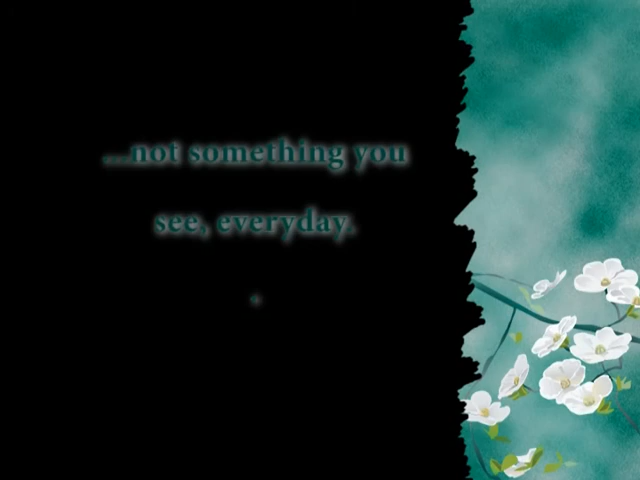 ...not something you
see, everyday.
.